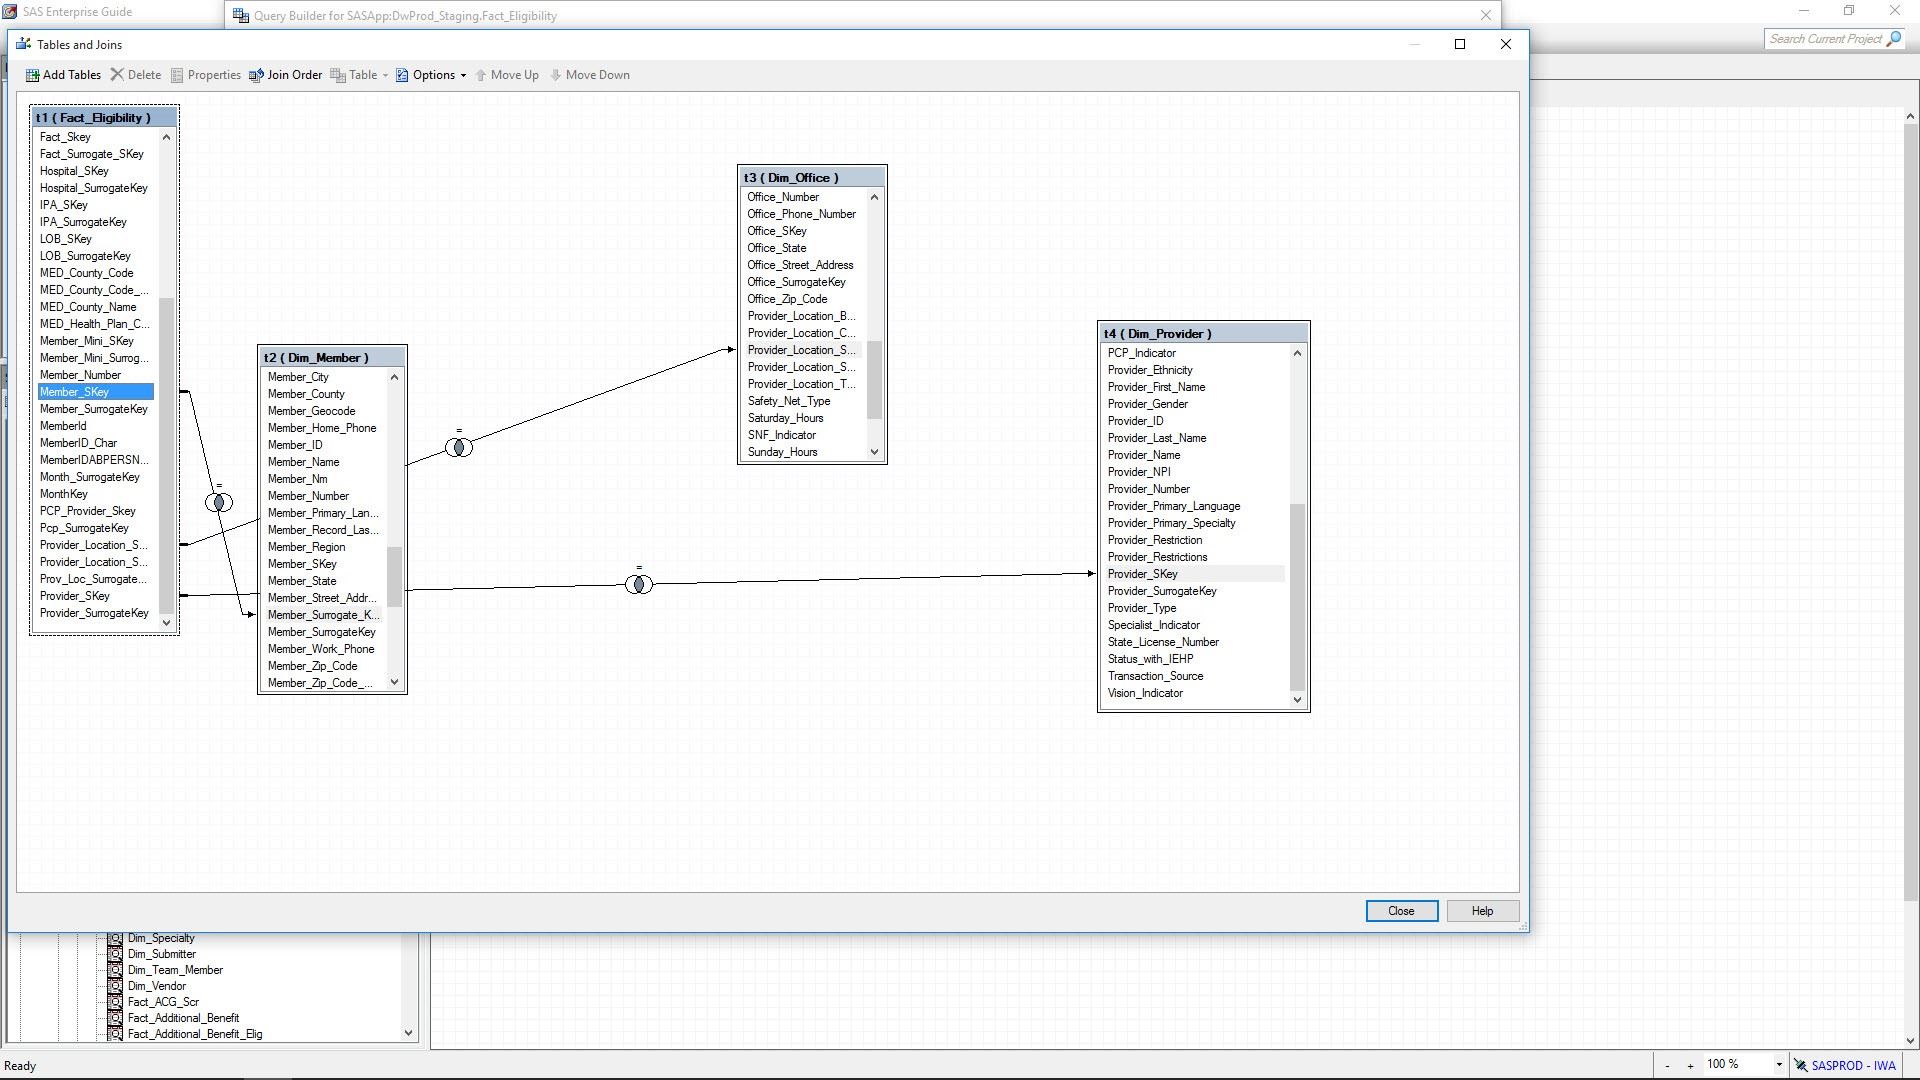 SAS Enterprise Guide
Query Builder for SASApp:DwProd_Staging.Fact_Eligibility
Tables and Joins
Search Current Project
Add Tables Delete Properties Join Order Table Options Move Up Move Down
t1 ( Fact_Eligibility )
Fact_Skey
Fact_Surrogate_SKey
Hospital_SKey
Hospital_SurrogateKey
IPA_SKey
IPA_SurrogateKey
LOB_SKey
LOB_SurrogateKey
MED_County_Code
MED_County_Code_...
MED_County_Name
MED_Health_Plan_C...
Member_Mini_SKey
Member_Mini_Surrog...
Member_Number
Member_SKey
Member_SurrogateKey
MemberId
MemberID_Char
MemberIDABPERSN...
Month_SurrogateKey
MonthKey
PCP_Provider_Skey
Pcp_SurrogateKey
Provider_Location_S...
Provider_Location_S...
Prov_Loc_Surrogate...
Provider_SKey
Provider_SurrogateKey
=
t2 ( Dim_Member )
Member_City
Member_County
Member_Geocode
Member_Home_Phone
Member_ID
Member_Name
Member_Nm
Member_Number
Member_Primary_Lan...
Member_Record_Las...
Member_Region
Member_SKey
Member_State
Member_Street_Addr...
Member_Surrogate_K...
Member_SurrogateKey
Member_Work_Phone
Member_Zip_Code
Member_Zip_Code_...
=
=
t3 ( Dim_Office )
Office_Number
Office_Phone_Number
Office_SKey
Office_State
Office_Street_Address
Office_SurrogateKey
Office_Zip_Code
Provider_Location_B...
Provider_Location_C...
Provider_Location_S...
Provider_Location_S...
Provider_Location_T...
Safety_Net_Type
Saturday_Hours
SNF_Indicator
Sunday_Hours
t4 ( Dim_Provider )
PCP_Indicator
Provider_Ethnicity
Provider_First_Name
Provider_Gender
Provider_ID
Provider_Last_Name
Provider_Name
Provider_NPI
Provider_Number
Provider_Primary_Language
Provider_Primary_Specialty
Provider_Restriction
Provider_Restrictions
Provider_SKey
Provider_SurrogateKey
Provider_Type
Specialist_Indicator
State_License_Number
Status_with_IEHP
Transaction_Source
Vision_Indicator
Close Help
Dim_Specialty
Dim_Submitter
Dim_Team_Member
Dim_Vendor
Fact_ACG_Scr
Fact_Additional_Benefit
Fact_Additional_Benefit_Elig
Ready - + 100 % SASPROD - IWA